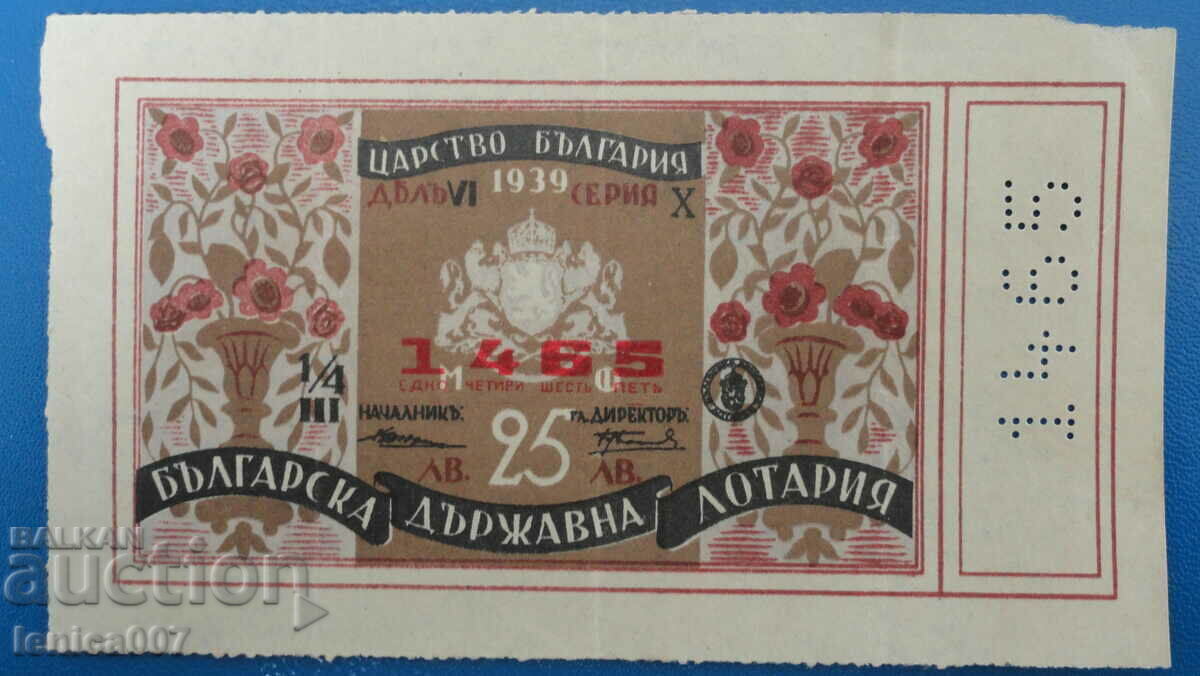 ЦАРСТВО БЪЛГАРИЯ
1939
ДѢЛЪ VI СЕРИЯ X
1465
ЕДНО ЧЕТИРИ ШЕСТЬ ПЕТЬ
М Ф
1/4
III
НАЧАЛНИКЪ: ГЛ. ДИРЕКТОРЪ:
ЛВ. 25 ЛВ.
БЪЛГАРСКА ДЪРЖАВНА ЛОТАРИЯ
1465
BALKAN
auction
lenica007